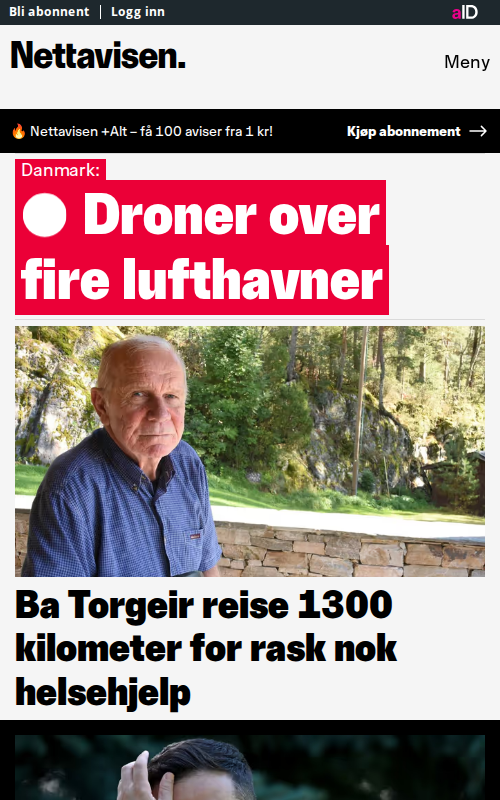 Bli abonnent | Logg inn
aID
Nettavisen.
Meny
🔥 Nettavisen +Alt – få 100 aviser fra 1 kr!
Kjøp abonnement →
Danmark:
Droner over
fire lufthavner
Ba Torgeir reise 1300
kilometer for rask nok
helsehjelp